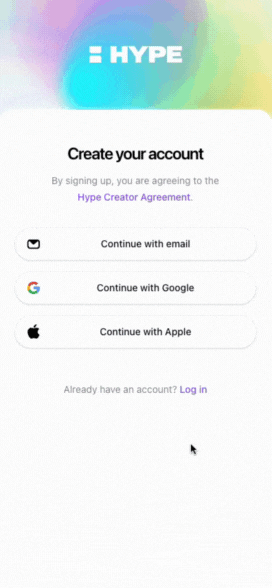 HYPE
Create your account
By signing up, you are agreeing to the
Hype Creator Agreement.
Continue with email
Continue with Google
Continue with Apple
Already have an account? Log in